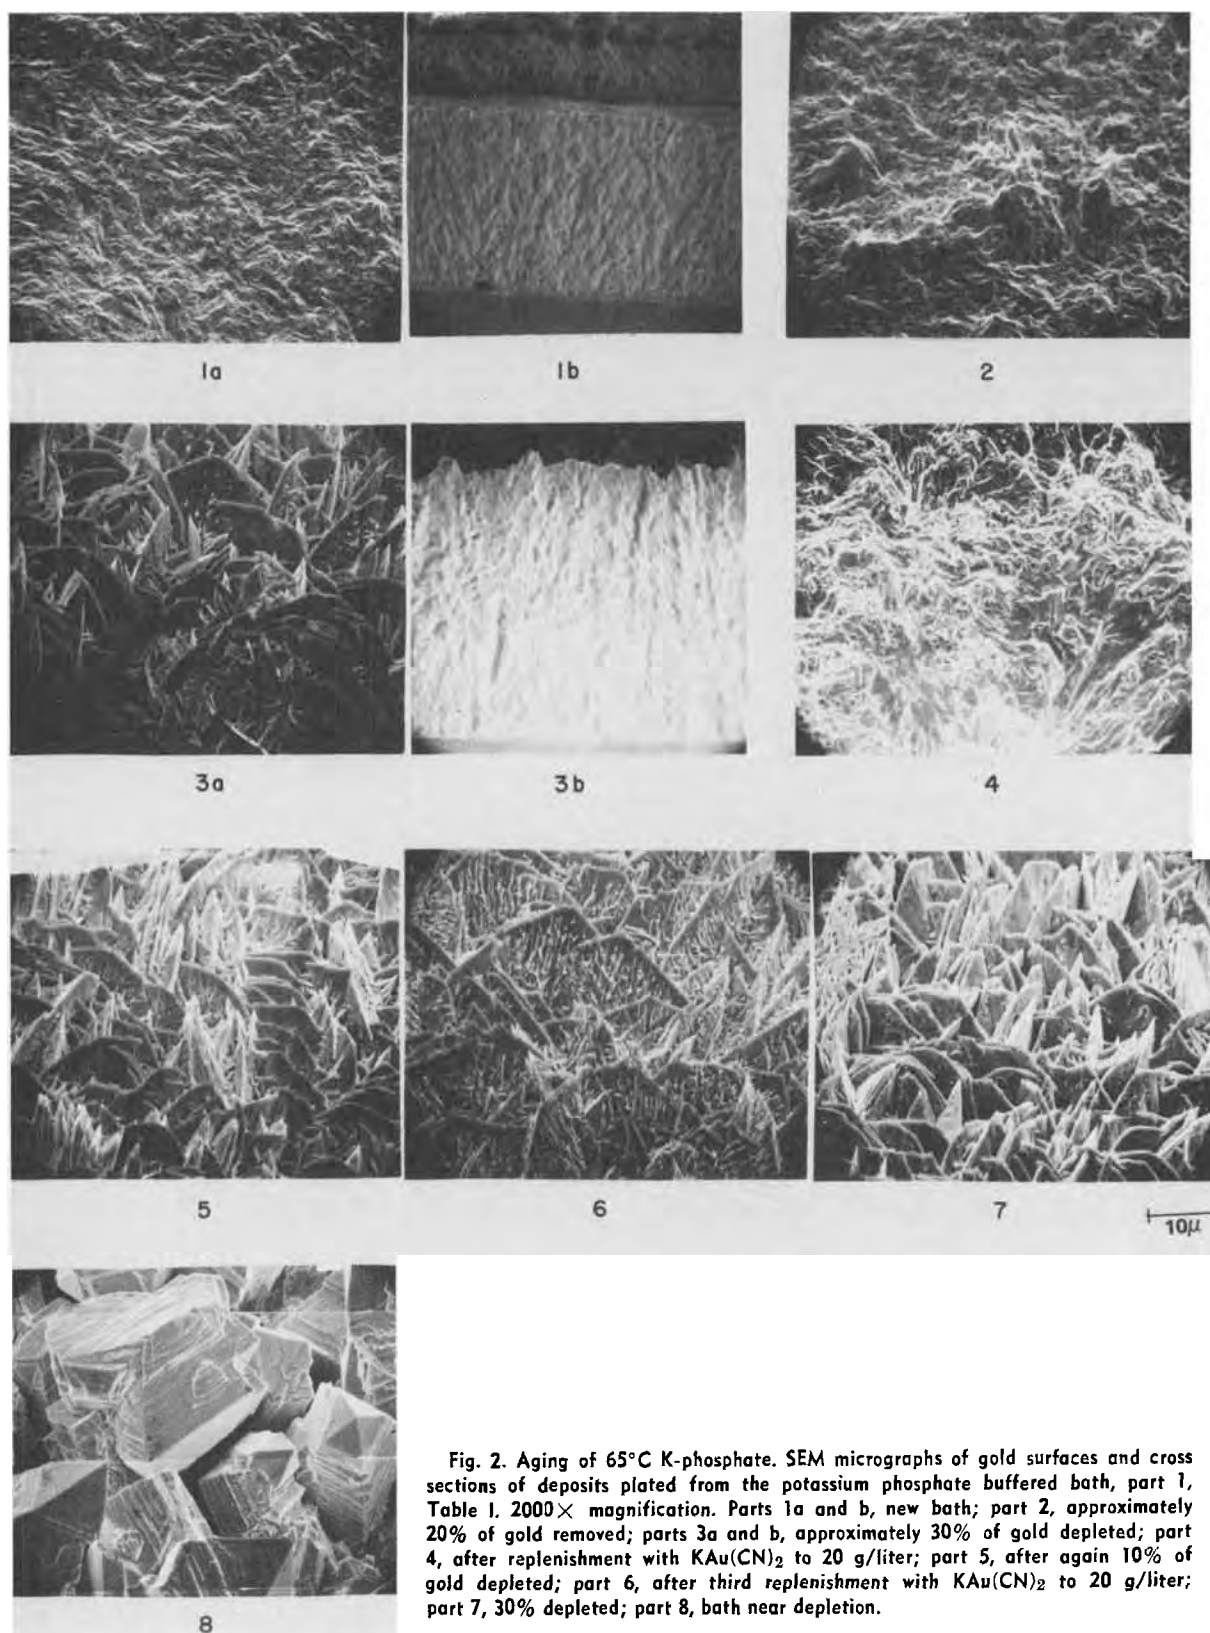 1a
1b
2
3a
3b
4
5
6
7
10μ
8
Fig. 2. Aging of 65°C K-phosphate. SEM micrographs of gold surfaces and cross
sections of deposits plated from the potassium phosphate buffered bath, part 1,
Table I. 2000× magnification. Parts 1a and b, new bath; part 2, approximately
20% of gold removed; parts 3a and b, approximately 30% of gold depleted; part
4, after replenishment with KAu(CN)₂ to 20 g/liter; part 5, after again 10% of
gold depleted; part 6, after third replenishment with KAu(CN)₂ to 20 g/liter;
part 7, 30% depleted; part 8, bath near depletion.